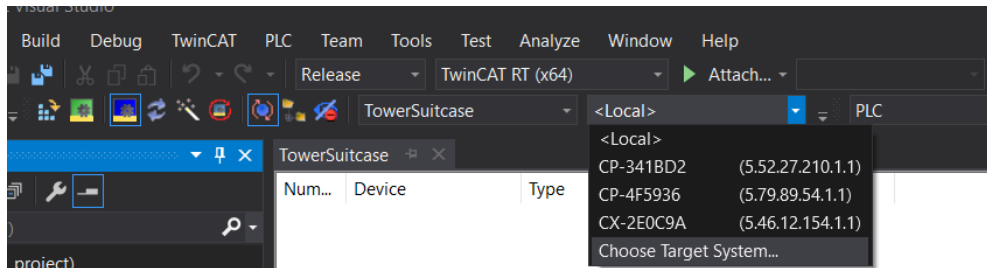 Visual Studio
Build Debug TwinCAT PLC Team Tools Test Analyze Window Help
Release TwinCAT RT (x64) Attach...
TowerSuitcase <Local> PLC
<Local>
TowerSuitcase
CP-341BD2 (5.52.27.210.1.1)
Num... Device Type
CP-4F5936 (5.79.89.54.1.1)
CX-2E0C9A (5.46.12.154.1.1)
)
Choose Target System...
project)